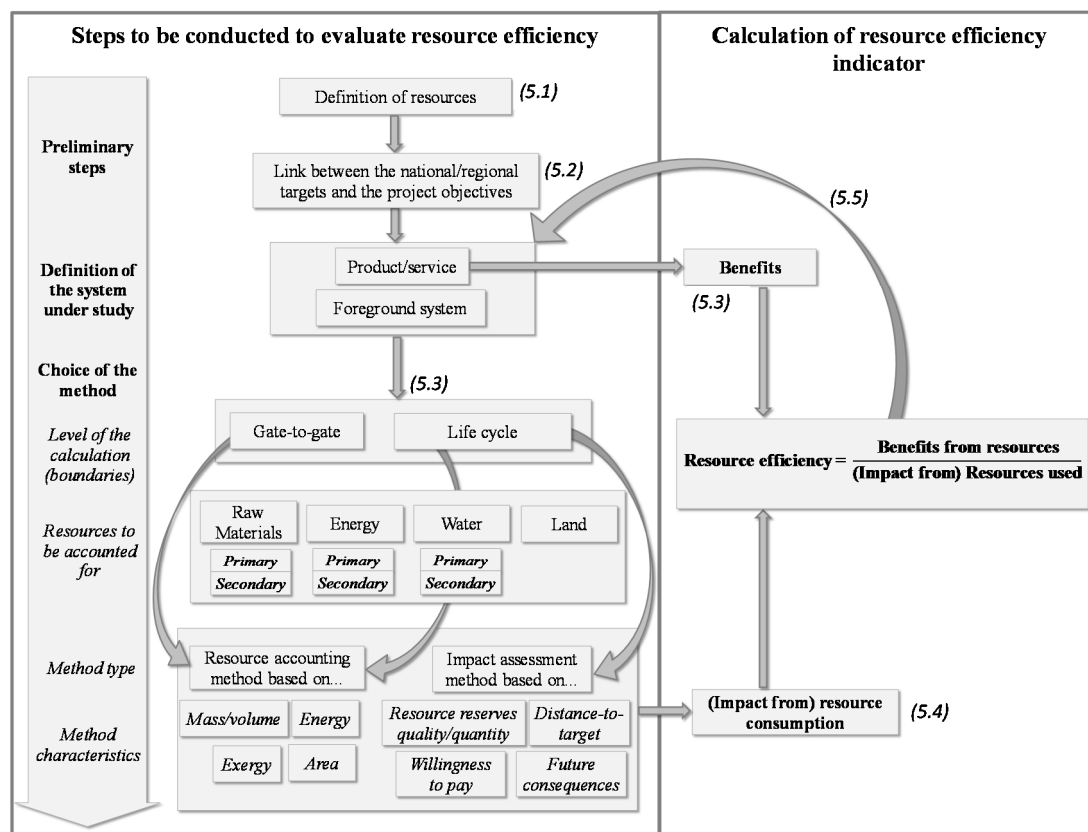 Steps to be conducted to evaluate resource efficiency
Calculation of resource efficiency
indicator
Preliminary
steps
Definition of resources
(5.1)
Link between the national/regional
targets and the project objectives
(5.2)
(5.5)
Definition of
the system
under study
Product/service
Foreground system
Benefits
(5.3)
Choice of the
method
(5.3)
Level of the
calculation
(boundaries)
Gate-to-gate
Life cycle
Resource efficiency =
Benefits from resources
(Impact from) Resources used
Resources to
be accounted
for
Raw
Materials
Energy
Water
Land
Primary
Secondary
Primary
Secondary
Primary
Secondary
Method type
Resource accounting
method based on...
Impact assessment
method based on...
Method
characteristics
Mass/volume
Energy
Exergy
Area
Resource reserves
quality/quantity
Distance-to-
target
Willingness
to pay
Future
consequences
(Impact from) resource
consumption
(5.4)